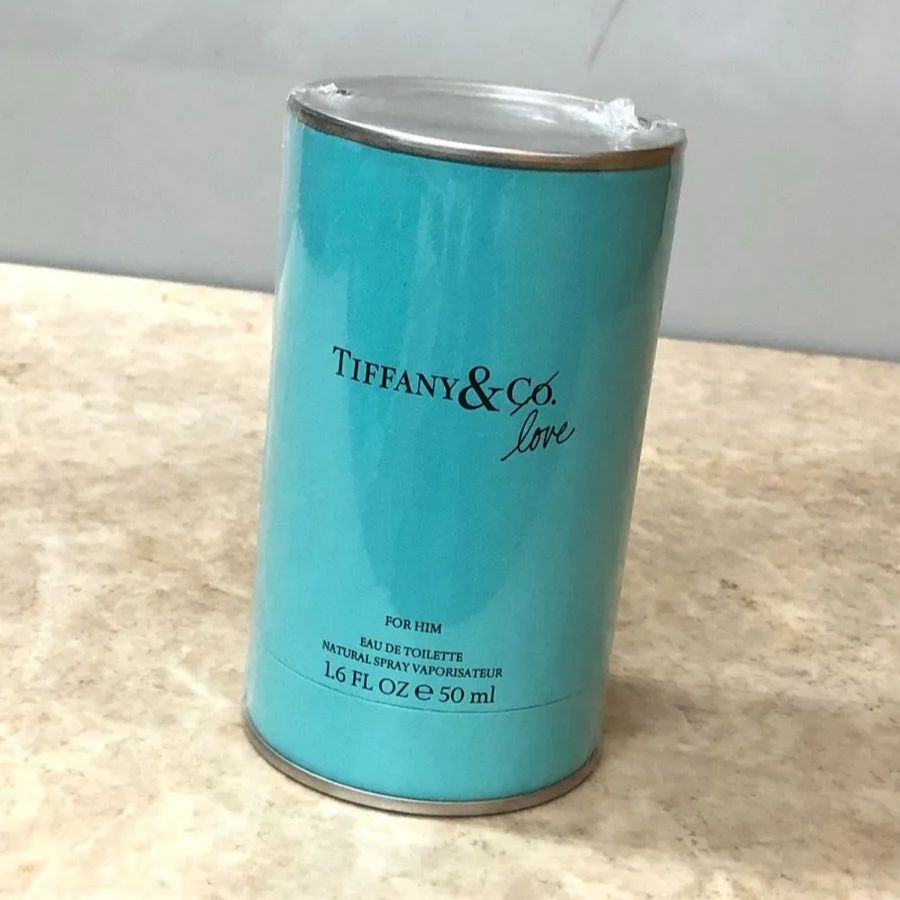 TIFFANY & CO.
love
FOR HIM
EAU DE TOILETTE
NATURAL SPRAY VAPORISATEUR
1.6 FL OZ ℮ 50 ml